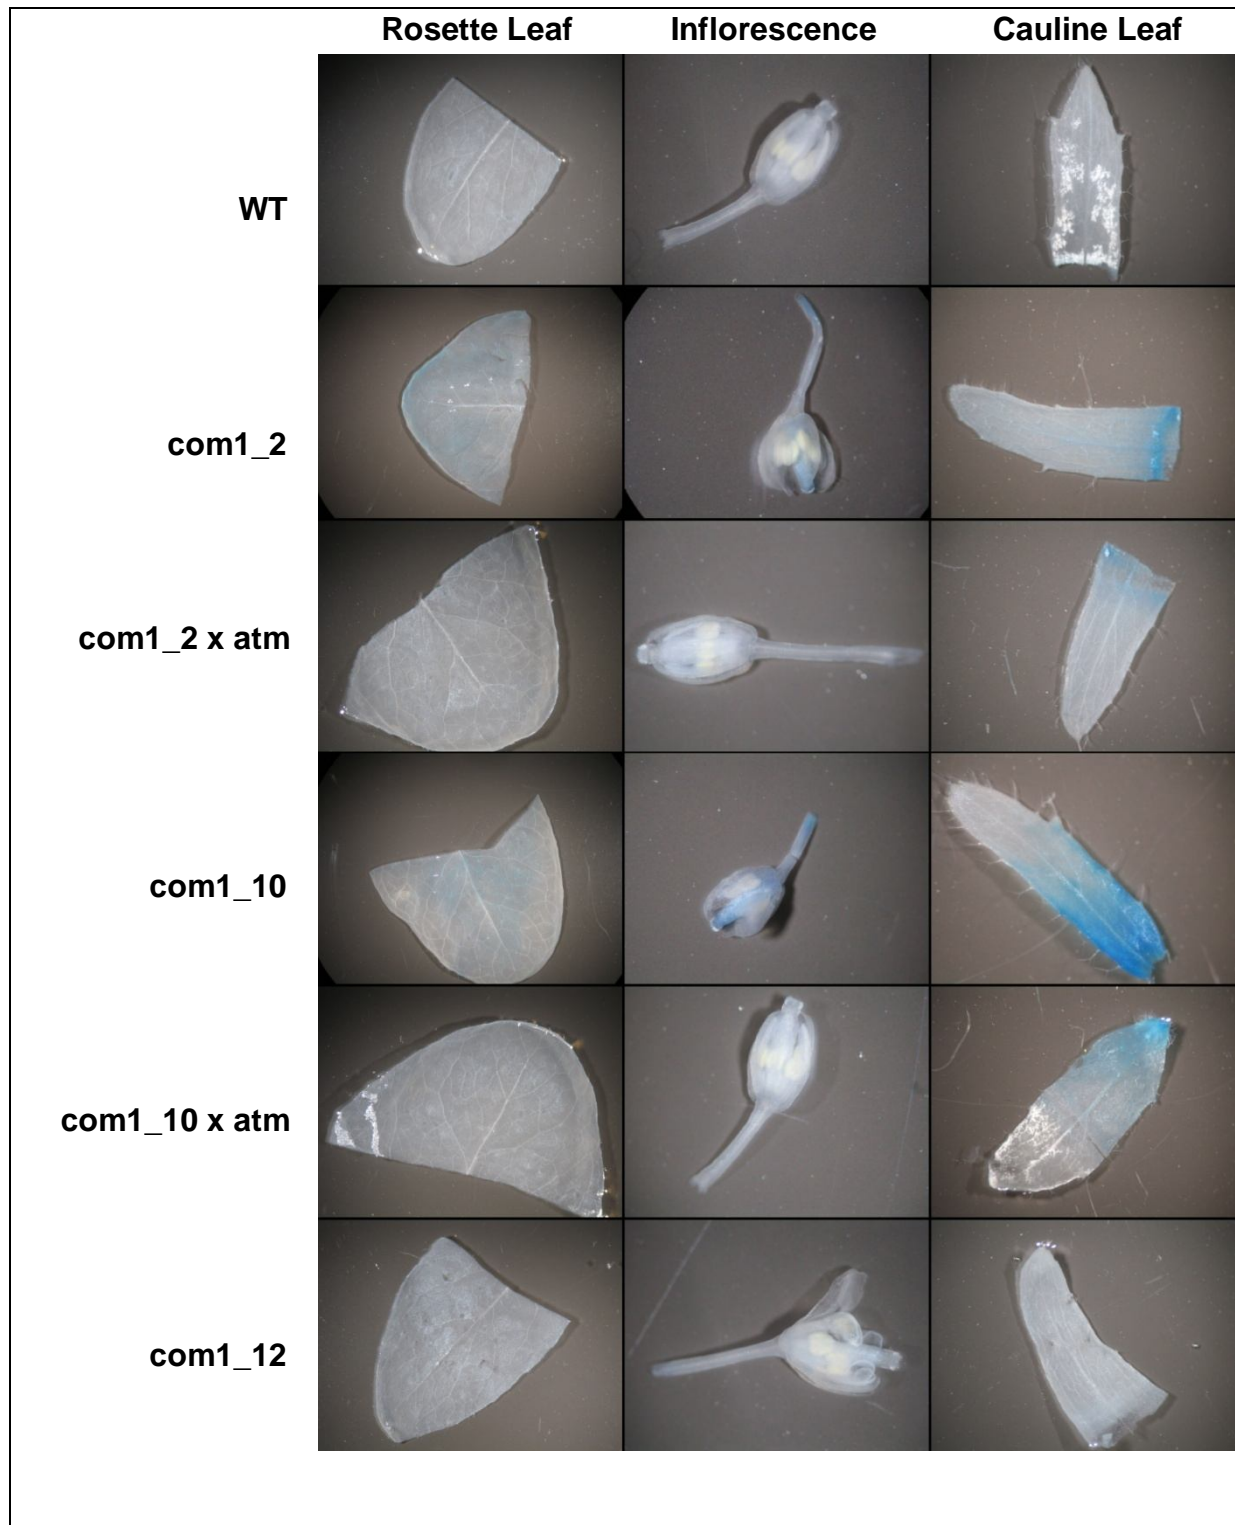 Rosette Leaf Inflorescence Cauline Leaf
WT
com1_2
com1_2 x atm
com1_10
com1_10 x atm
com1_12